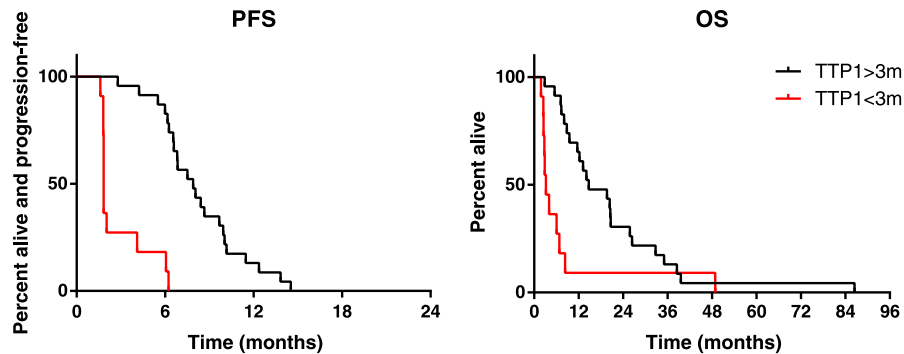 PFS
Percent alive and progression-free
100
50
0
0 6 12 18 24
Time (months)
OS
Percent alive
100
50
0
0 12 24 36 48 60 72 84 96
Time (months)
TTP1>3m
TTP1<3m